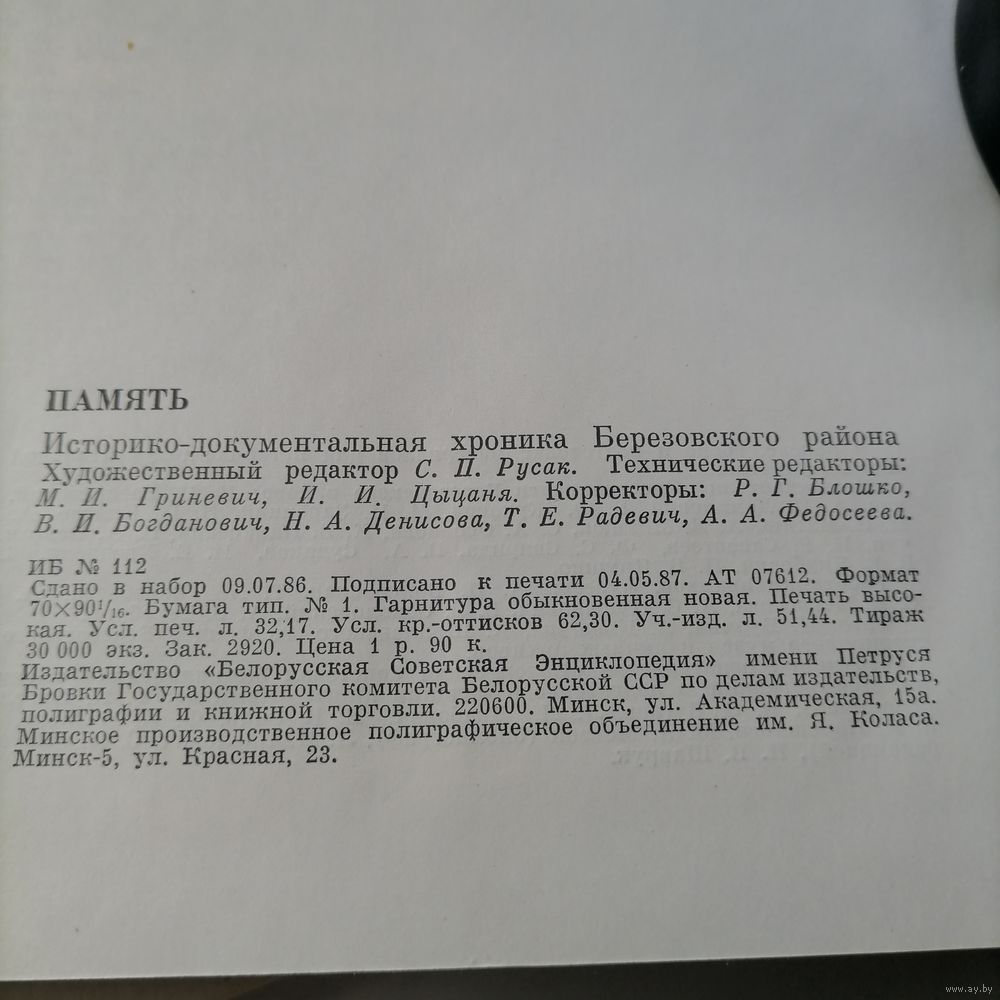 ПАМЯТЬ
Историко-документальная хроника Березовского района
Художественный редактор С. П. Русак. Технические редакторы:
М. И. Гриневич, И. И. Цыцаня. Корректоры: Р. Г. Блошко,
В. И. Богданович, Н. А. Денисова, Т. Е. Радевич, А. А. Федосеева.
ИБ № 112
Сдано в набор 09.07.86. Подписано к печати 04.05.87. АТ 07612. Формат
70×90¹/₁₆. Бумага тип. № 1. Гарнитура обыкновенная новая. Печать высо-
кая. Усл. печ. л. 32,17. Усл. кр.-оттисков 62,30. Уч.-изд. л. 51,44. Тираж
30 000 экз. Зак. 2920. Цена 1 р. 90 к.
Издательство «Белорусская Советская Энциклопедия» имени Петруся
Бровки Государственного комитета Белорусской ССР по делам издательств,
полиграфии и книжной торговли. 220600. Минск, ул. Академическая, 15а.
Минское производственное полиграфическое объединение им. Я. Коласа.
Минск-5, ул. Красная, 23.
www.ay.by